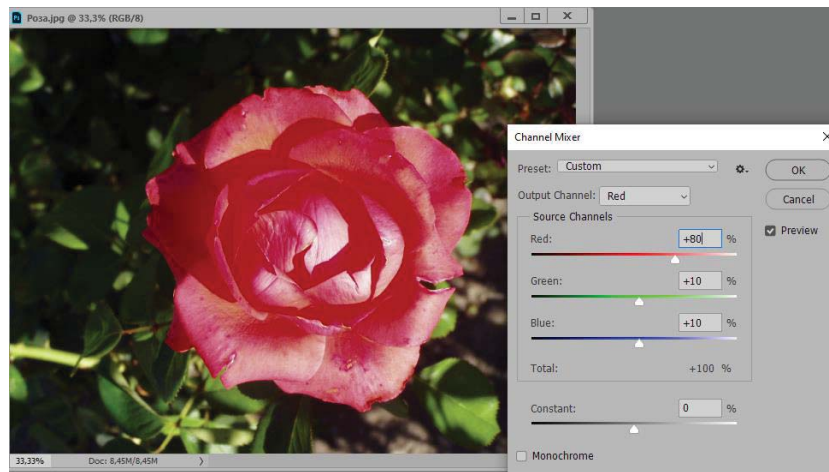 Ps Роза.jpg @ 33,3% (RGB/8)
Channel Mixer
Preset: Custom
OK
Output Channel: Red
Cancel
Source Channels
Preview
Red: +80 %
Green: +10 %
Blue: +10 %
Total: +100 %
Constant: 0 %
Monochrome
33,33% Doc: 8,45M/8,45M